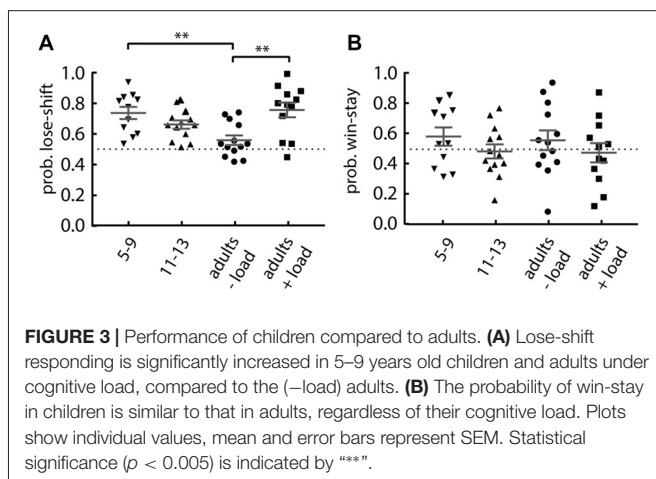 A
B
** **
1.0
0.8
0.6
0.4
0.2
0.0
prob. lose-shift
5-9
11-13
adults
- load
adults
+ load
1.0
0.8
0.6
0.4
0.2
0.0
prob. win-stay
5-9
11-13
adults
- load
adults
+ load
FIGURE 3 | Performance of children compared to adults. (A) Lose-shift
responding is significantly increased in 5–9 years old children and adults under
cognitive load, compared to the (−load) adults. (B) The probability of win-stay
in children is similar to that in adults, regardless of their cognitive load. Plots
show individual values, mean and error bars represent SEM. Statistical
significance (p < 0.005) is indicated by “**”.